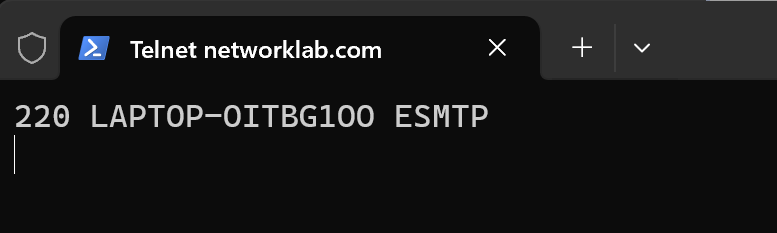 Telnet networklab.com
220 LAPTOP-OITBG1OO ESMTP